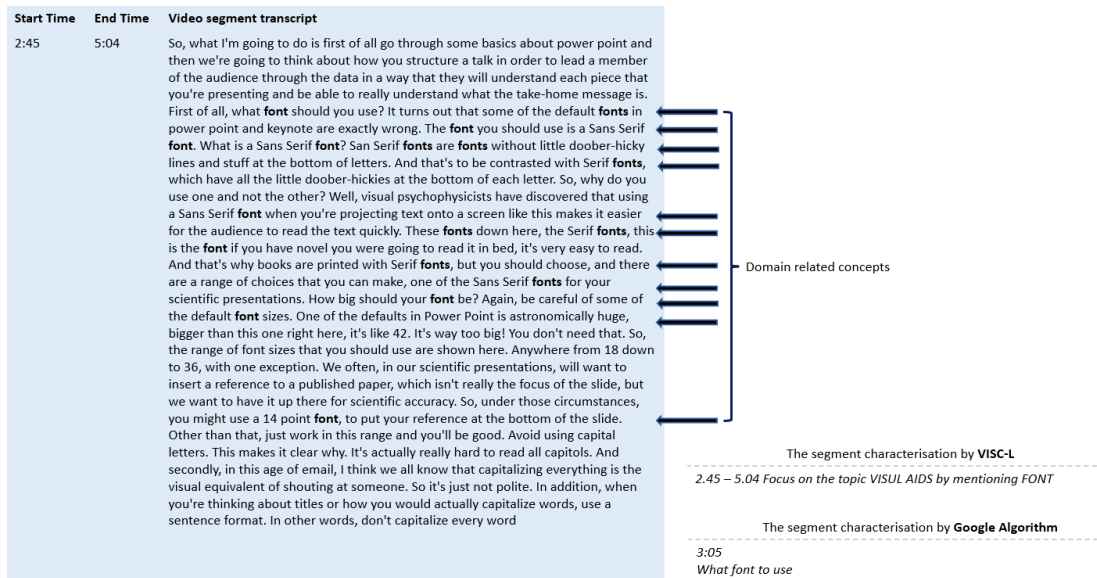 Start Time End Time Video segment transcript
2:45 5:04 So, what I'm going to do is first of all go through some basics about power point and
then we're going to think about how you structure a talk in order to lead a member
of the audience through the data in a way that they will understand each piece that
you're presenting and be able to really understand what the take-home message is.
First of all, what font should you use? It turns out that some of the default fonts in
power point and keynote are exactly wrong. The font you should use is a Sans Serif
font. What is a Sans Serif font? San Serif fonts are fonts without little doober-hicky
lines and stuff at the bottom of letters. And that's to be contrasted with Serif fonts,
which have all the little doober-hickies at the bottom of each letter. So, why do you
use one and not the other? Well, visual psychophysicists have discovered that using
a Sans Serif font when you're projecting text onto a screen like this makes it easier
for the audience to read the text quickly. These fonts down here, the Serif fonts, this
is the font if you have novel you were going to read it in bed, it's very easy to read.
And that's why books are printed with Serif fonts, but you should choose, and there
are a range of choices that you can make, one of the Sans Serif fonts for your
scientific presentations. How big should your font be? Again, be careful of some of
the default font sizes. One of the defaults in Power Point is astronomically huge,
bigger than this one right here, it's like 42. It's way too big! You don't need that. So,
the range of font sizes that you should use are shown here. Anywhere from 18 down
to 36, with one exception. We often, in our scientific presentations, will want to
insert a reference to a published paper, which isn't really the focus of the slide, but
we want to have it up there for scientific accuracy. So, under those circumstances,
you might use a 14 point font, to put your reference at the bottom of the slide.
Other than that, just work in this range and you'll be good. Avoid using capital
letters. This makes it clear why. It's actually really hard to read all capitols. And
secondly, in this age of email, I think we all know that capitalizing everything is the
visual equivalent of shouting at someone. So it's just not polite. In addition, when
you're thinking about titles or how you would actually capitalize words, use a
sentence format. In other words, don't capitalize every word
Domain related concepts
The segment characterisation by VISC-L
2.45 – 5.04 Focus on the topic VISUL AIDS by mentioning FONT
The segment characterisation by Google Algorithm
3:05
What font to use